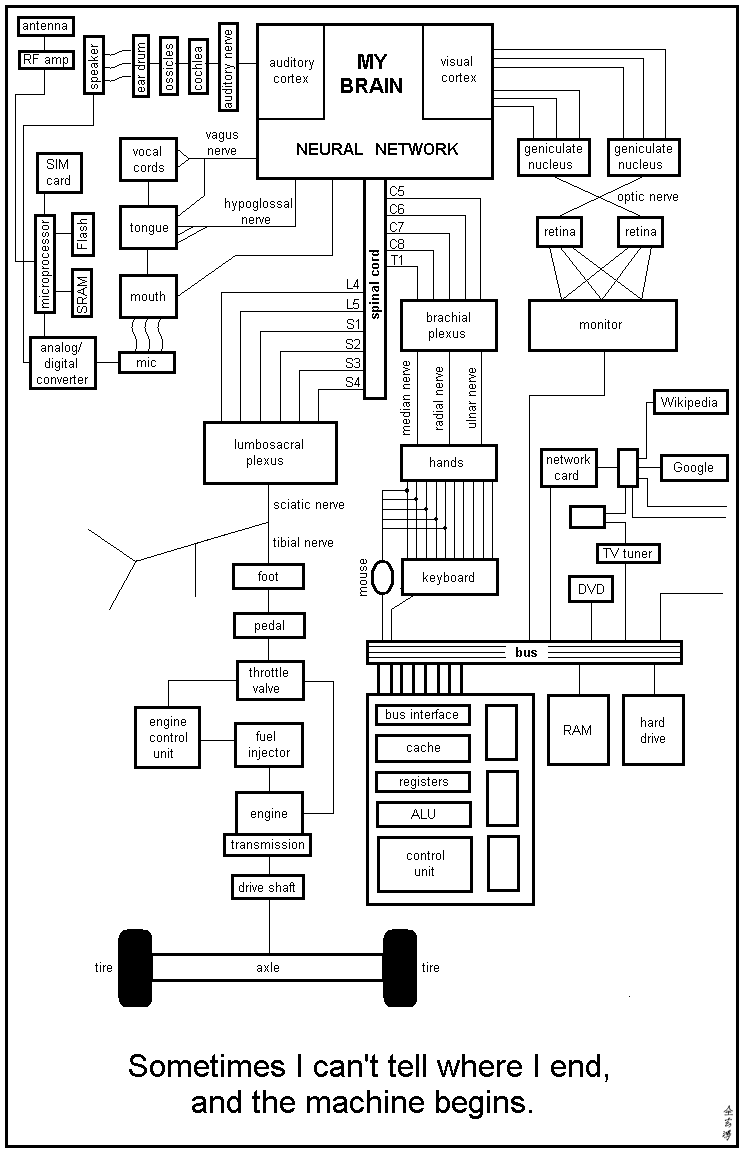 antenna
RF amp
speaker
ear drum
ossicles
cochlea
auditory nerve
auditory
cortex
MY
BRAIN
visual
cortex
NEURAL NETWORK
vagus
nerve
vocal
cords
hypoglossal
nerve
tongue
mouth
mic
SIM
card
microprocessor
Flash
SRAM
analog/
digital
converter
geniculate
nucleus
geniculate
nucleus
optic nerve
retina
retina
monitor
spinal cord
C5
C6
C7
C8
T1
L4
L5
S1
S2
S3
S4
brachial
plexus
median nerve
radial nerve
ulnar nerve
hands
mouse
keyboard
lumbosacral
plexus
sciatic nerve
tibial nerve
foot
pedal
throttle
valve
engine
control
unit
fuel
injector
engine
transmission
drive shaft
tire
axle
tire
Wikipedia
Google
network
card
TV tuner
DVD
bus
bus interface
cache
registers
ALU
control
unit
RAM
hard
drive
Sometimes I can't tell where I end,
and the machine begins.